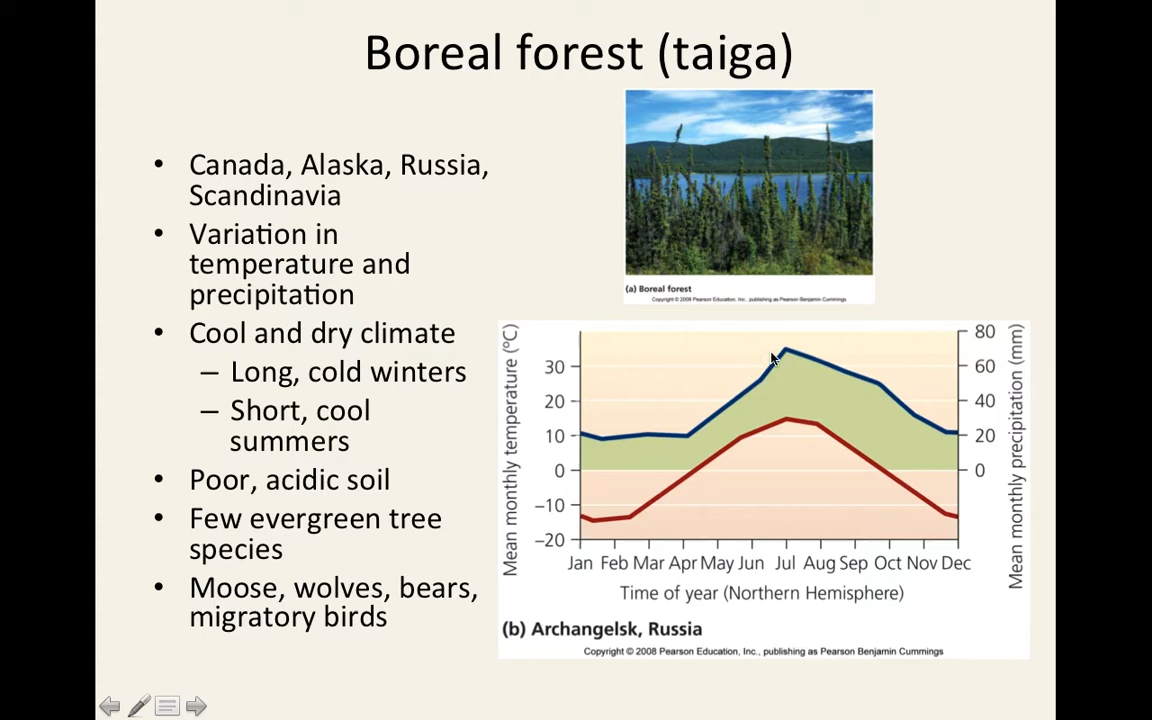 Boreal forest (taiga)
• Canada, Alaska, Russia,
Scandinavia
• Variation in
temperature and
precipitation
• Cool and dry climate
– Long, cold winters
– Short, cool
summers
• Poor, acidic soil
• Few evergreen tree
species
• Moose, wolves, bears,
migratory birds
(a) Boreal forest
Copyright © 2008 Pearson Education, Inc., publishing as Pearson Benjamin Cummings
Mean monthly temperature (ºC)
30
20
10
0
–10
–20
80
60
40
20
0
Mean monthly precipitation (mm)
Jan Feb Mar Apr May Jun Jul Aug Sep Oct Nov Dec
Time of year (Northern Hemisphere)
(b) Archangelsk, Russia
Copyright © 2008 Pearson Education, Inc., publishing as Pearson Benjamin Cummings